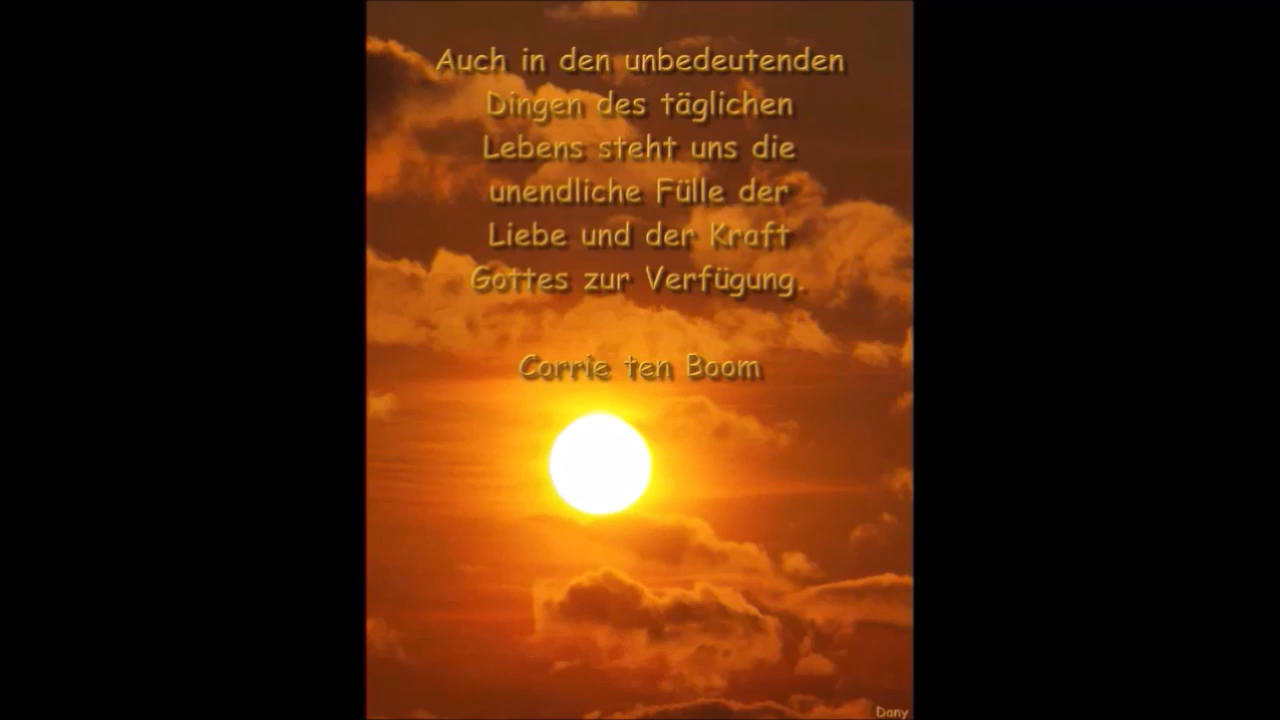 Auch in den unbedeutenden
Dingen des täglichen
Lebens steht uns die
unendliche Fülle der
Liebe und der Kraft
Gottes zur Verfügung.
Corrie ten Boom
Dany